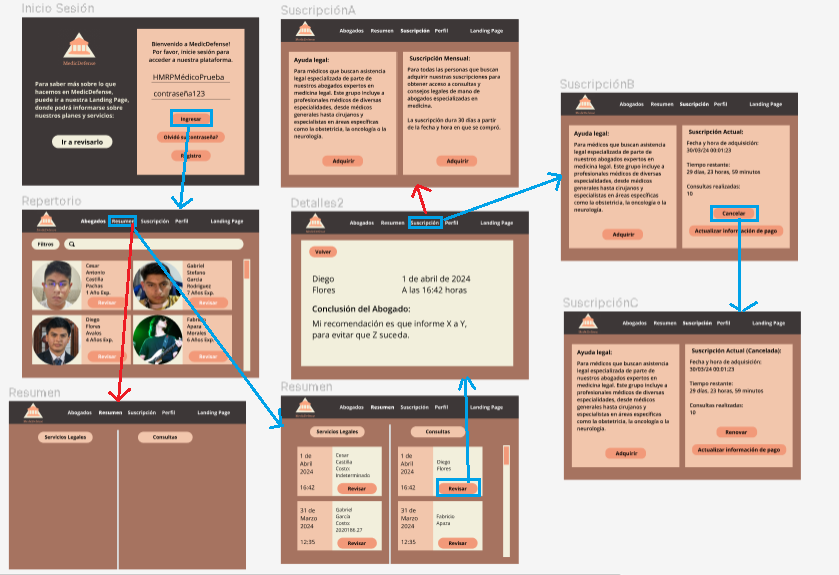 Inicio Sesión
MedicDefense
Para saber más sobre lo que
hacemos en MedicDefense,
puede ir a nuestra Landing Page,
donde podrá informarse sobre
nuestros planes y servicios:
Ir a revisarlo
Bienvenido a MedicDefense!
Por favor, inicie sesión para
acceder a nuestra plataforma.
HMRPMédicoPrueba
contraseña123
Ingresar
Olvidé su contraseña?
Registro
SuscripciónA
Abogados Resumen Suscripción Perfil Landing Page
Ayuda legal:
Para médicos que buscan asistencia
legal especializada de parte de
nuestros abogados expertos en
medicina legal. Este grupo incluye a
profesionales médicos de diversas
especialidades, desde médicos
generales hasta cirujanos y
especialistas en áreas específicas
como la obstetricia, la oncología o la
neurología.
Adquirir
Suscripción Mensual:
Para todas las personas que buscan
adquirir nuestras suscripciones para
obtener acceso a consultas y
consejos legales de mano de
abogados especializadas en
medicina.
La suscripción dura 30 días a partir
de la fecha y hora en que se compró.
Adquirir
SuscripciónB
Abogados Resumen Suscripción Perfil Landing Page
Ayuda legal:
Para médicos que buscan asistencia
legal especializada de parte de
nuestros abogados expertos en
medicina legal. Este grupo incluye a
profesionales médicos de diversas
especialidades, desde médicos
generales hasta cirujanos y
especialistas en áreas específicas
como la obstetricia, la oncología o la
neurología.
Adquirir
Suscripción Actual:
Fecha y hora de adquisición:
30/03/24 00:01:23
Tiempo restante:
29 días, 23 horas, 59 minutos
Consultas realizadas:
10
Cancelar
Actualizar información de pago
Repertorio
Abogados Resumen Suscripción Perfil Landing Page
Filtros
Cesar
Antonio
Castilla
Pachas
1 Año Exp.
Revisar
Gabriel
Stefano
Garcia
Rodriguez
7 Años Exp.
Revisar
Diego
Flores
Avalos
4 Años Exp.
Revisar
Fabricio
Apaza
Morales
6 Años Exp.
Revisar
Detalles2
Abogados Resumen Suscripción Perfil Landing Page
Volver
Diego
Flores
1 de abril de 2024
A las 16:42 horas
Conclusión del Abogado:
Mi recomendación es que informe X a Y,
para evitar que Z suceda.
SuscripciónC
Abogados Resumen Suscripción Perfil Landing Page
Ayuda legal:
Para médicos que buscan asistencia
legal especializada de parte de
nuestros abogados expertos en
medicina legal. Este grupo incluye a
profesionales médicos de diversas
especialidades, desde médicos
generales hasta cirujanos y
especialistas en áreas específicas
como la obstetricia, la oncología o la
neurología.
Adquirir
Suscripción Actual (Cancelada):
Fecha y hora de adquisición:
30/03/24 00:01:23
Tiempo restante:
29 días, 23 horas, 59 minutos
Consultas realizadas:
10
Renovar
Actualizar información de pago
Resumen
Abogados Resumen Suscripción Perfil Landing Page
Servicios Legales
Consultas
Resumen
Abogados Resumen Suscripción Perfil Landing Page
Servicios Legales
Consultas
1 de
Abril
2024
16:42
Cesar
Castilla
Costo:
Indeterminado
Revisar
1 de
Abril
2024
16:42
Diego
Flores
Revisar
31 de
Marzo
2024
12:35
Gabriel
Garcia
Costo:
2020186.27
Revisar
31 de
Marzo
2024
12:35
Fabricio
Apaza
Revisar